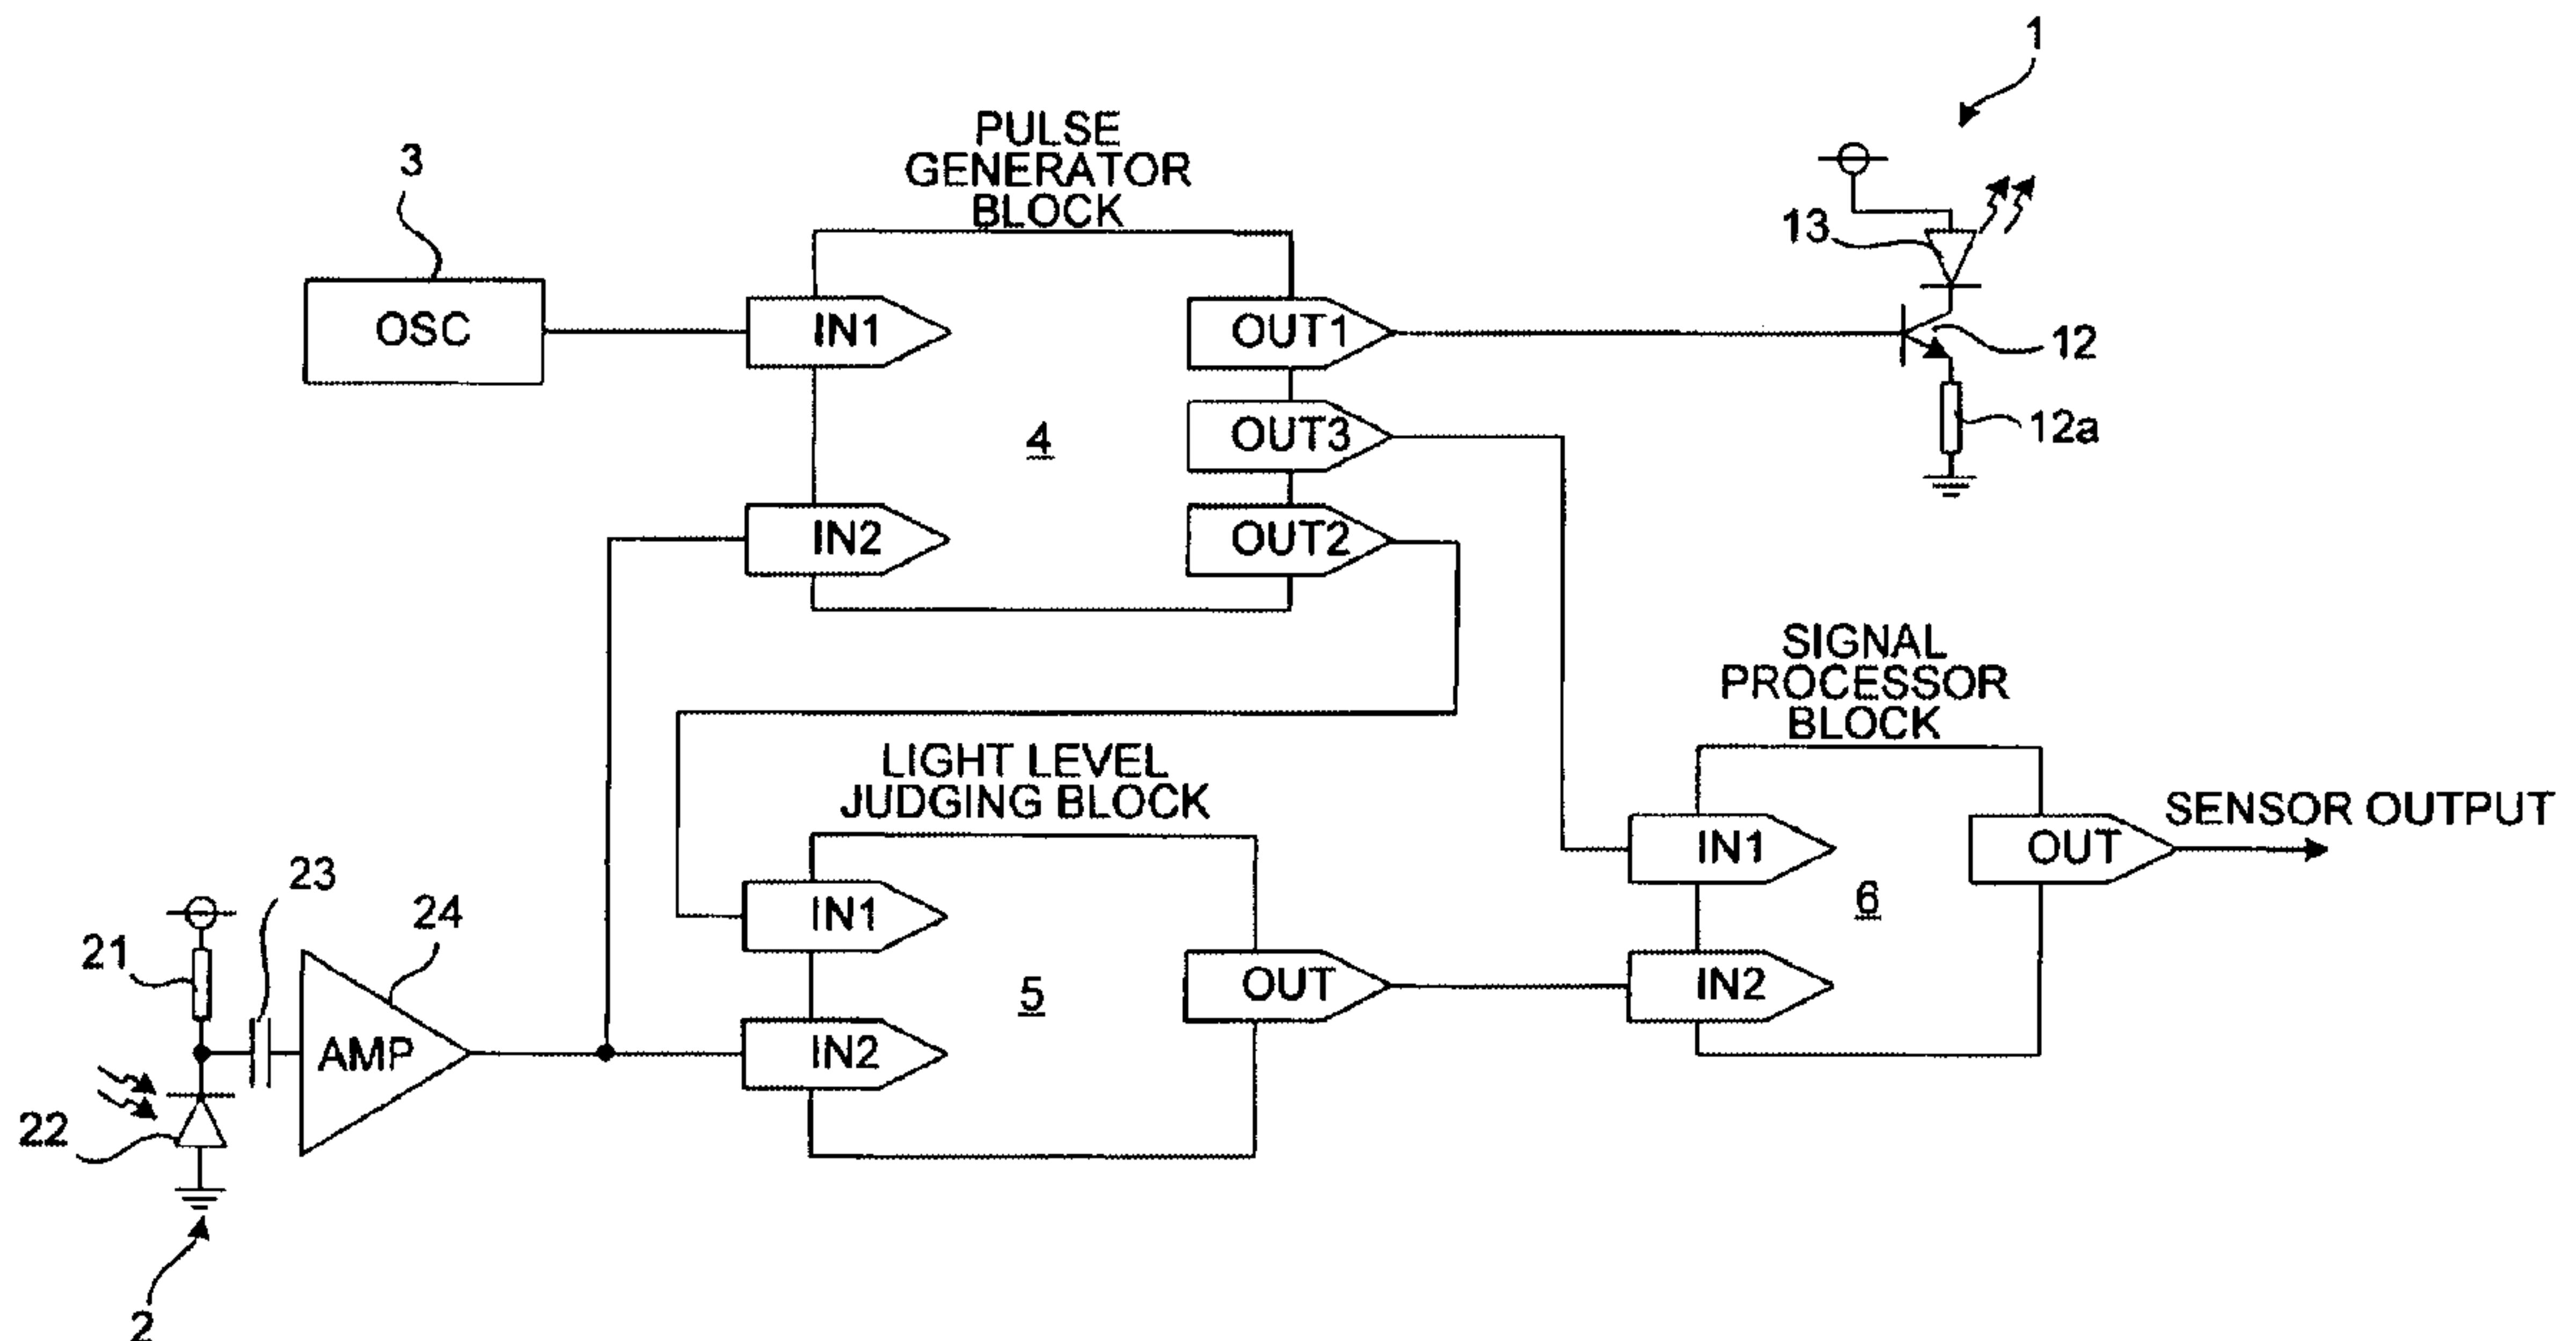 1
PULSE
GENERATOR
BLOCK
3
13
OSC
IN1
OUT1
12
4
OUT3
12a
IN2
OUT2
SIGNAL
PROCESSOR
BLOCK
LIGHT LEVEL
JUDGING BLOCK
SENSOR OUTPUT
IN1
OUT
6
23
24
21
IN1
5
OUT
IN2
AMP
IN2
22
2